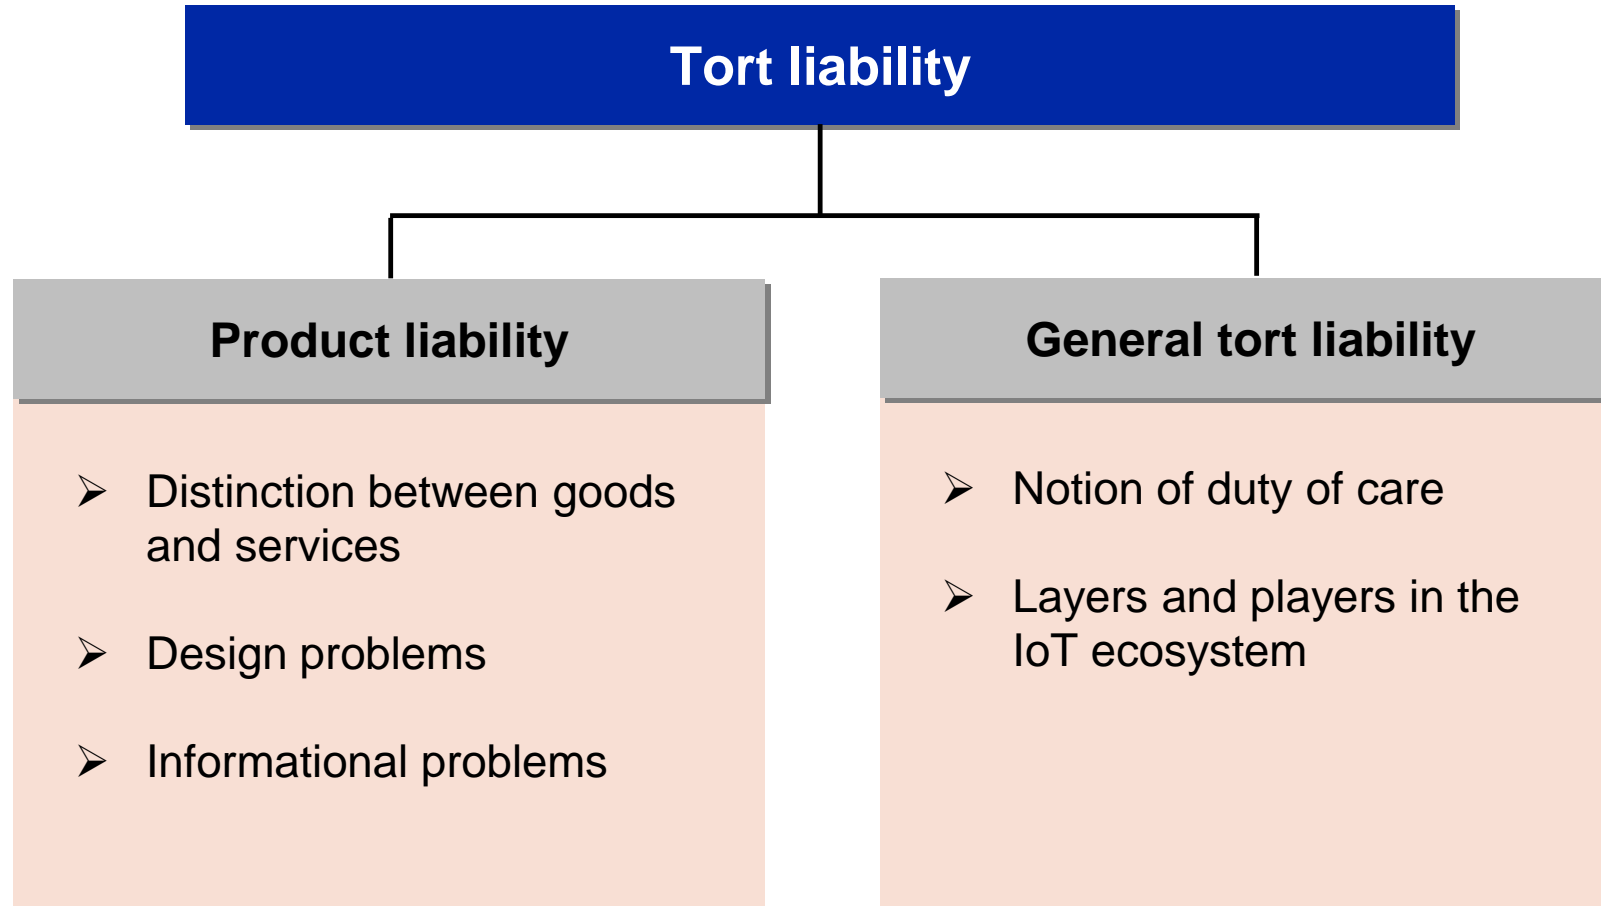 Tort liability
Product liability
➢ Distinction between goods
and services
➢ Design problems
➢ Informational problems
General tort liability
➢ Notion of duty of care
➢ Layers and players in the
IoT ecosystem